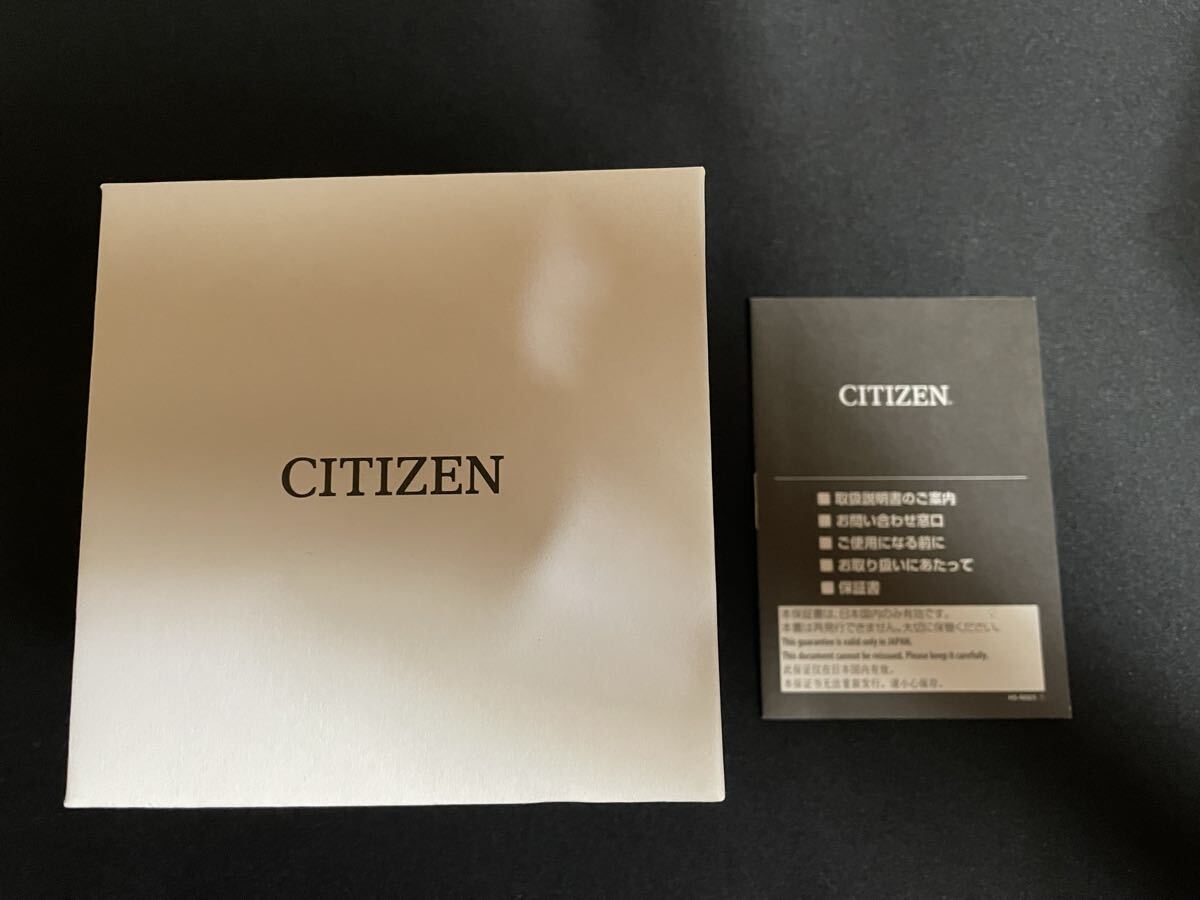 CITIZEN
CITIZEN
■ 取扱説明書のご案内
■ お問い合わせ窓口
■ ご使用になる前に
■ お取り扱いにあたって
■ 保証書
本保証書は、日本国内のみ有効です。
本書は再発行できません。大切に保管ください。
This guarantee is valid only in JAPAN.
This document cannot be reissued. Please keep it carefully.
此保证仅在日本国内有效。
本保证书无法重新发行。谨小心保存。